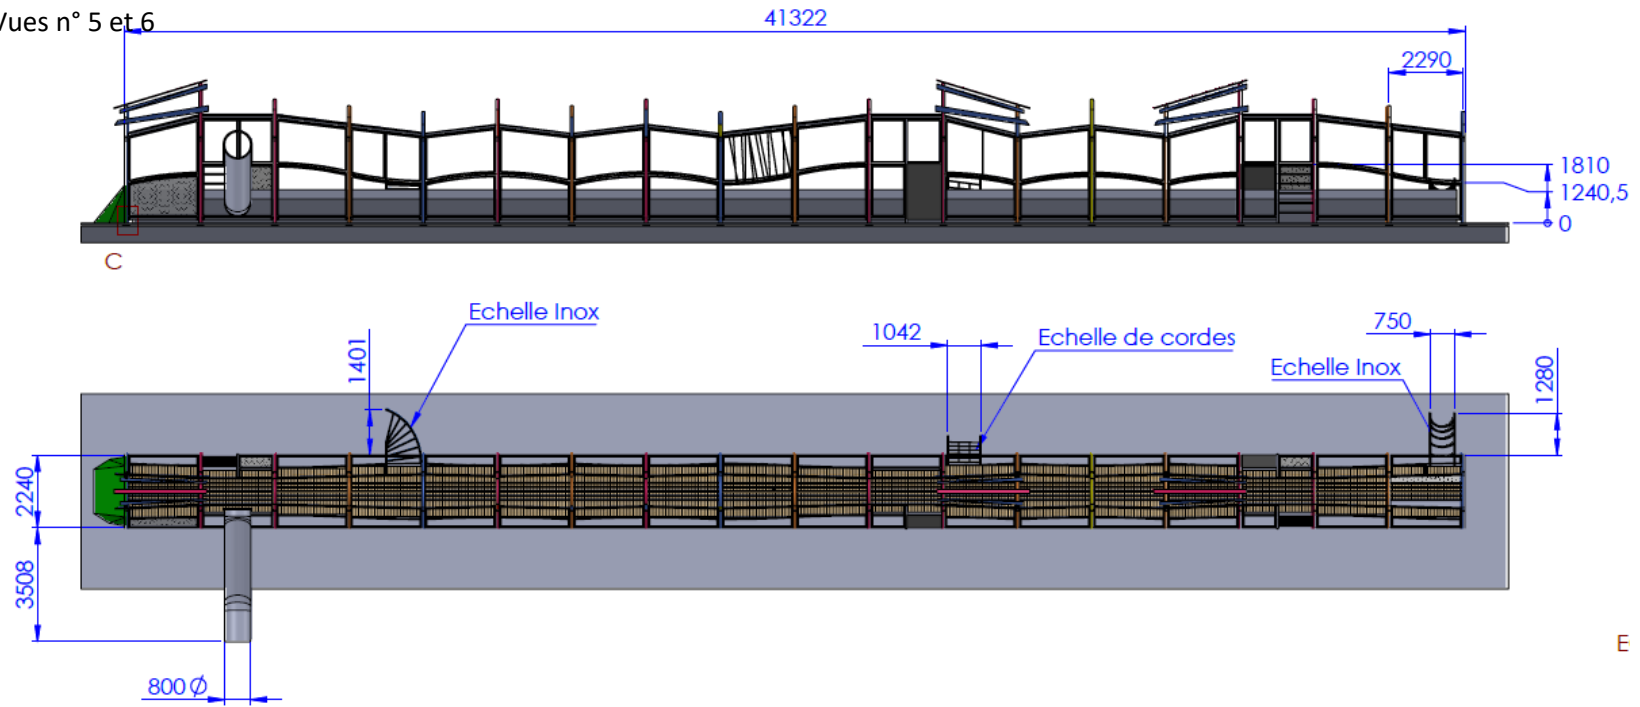 Vues n° 5 et 6
41322
2290
1810
1240,5
0
C
Echelle Inox
1401
1042
Echelle de cordes
750
Echelle Inox
1280
2240
3508
800 Ø
E